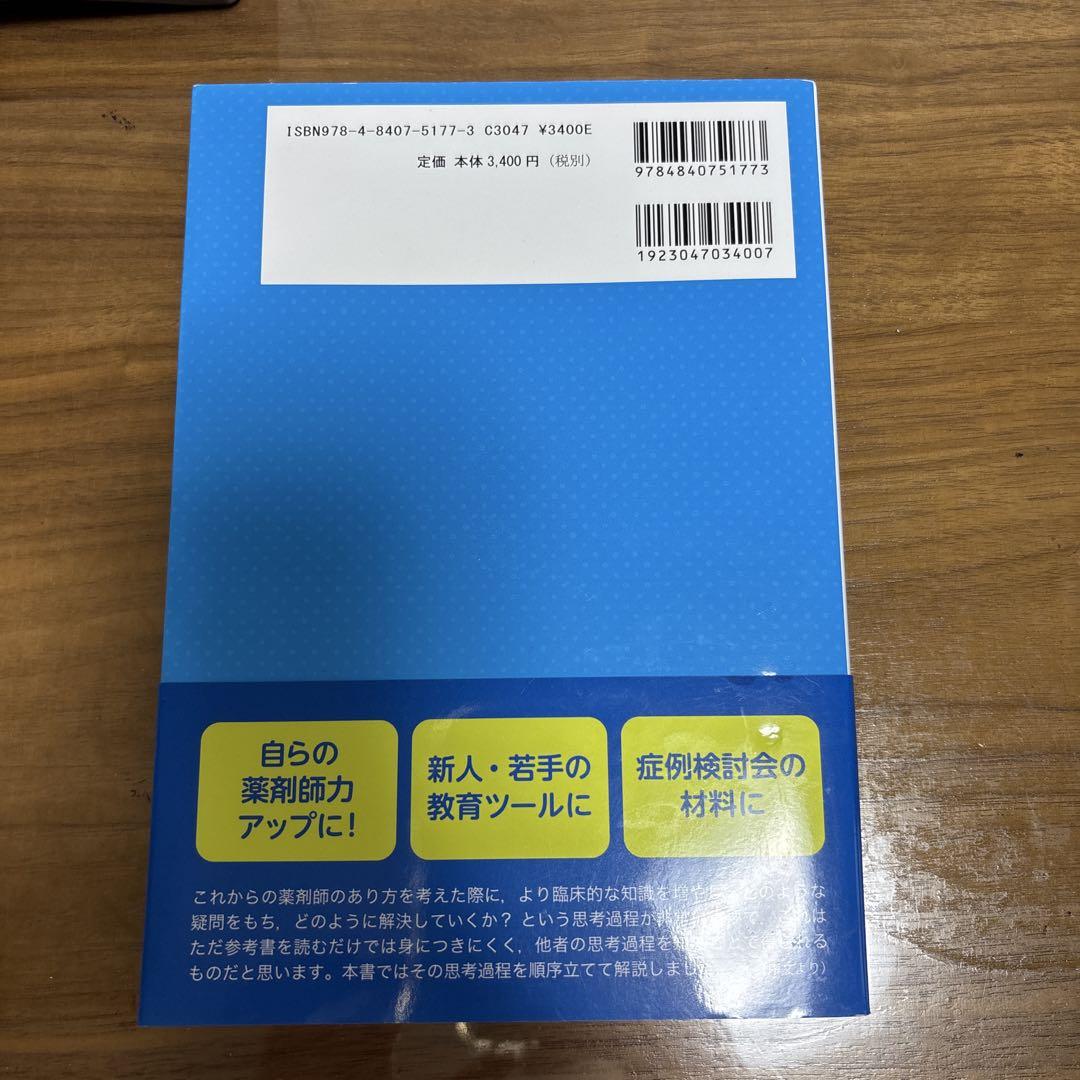 ISBN978-4-8407-5177-3 C3047 ¥3400E
定価 本体3,400円(税別)
9784840751773
1923047034007
自らの
薬剤師力
アップに!
新人・若手の
教育ツールに
症例検討会の
材料に
これからの薬剤師のあり方を考えた際に,より臨床的な知識を増や
疑問をもち,どのように解決していくか? という思考過程が
ただ参考書を読むだけでは身につきにくく,他者の思考過程を
ものだと思います。本書ではその思考過程を順序立てて解説しまし